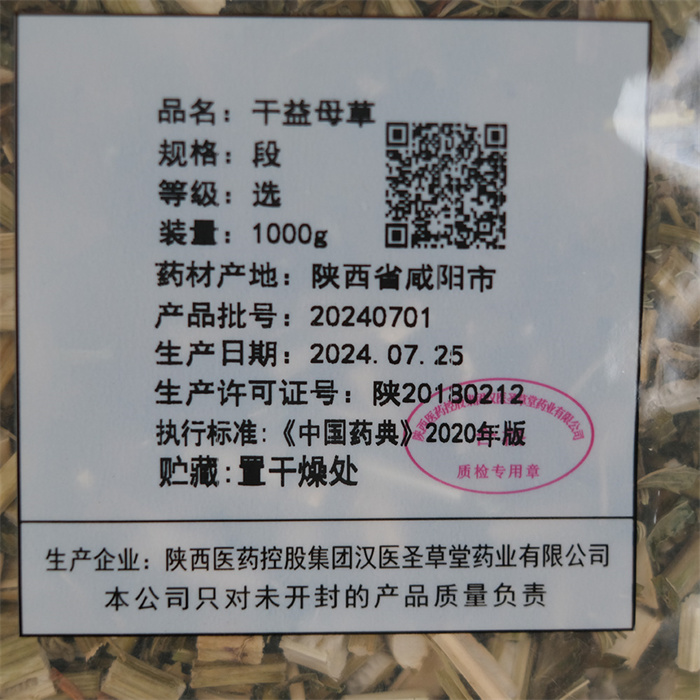 品名：干益母草
规格：段
等级：选
装量：1000g
药材产地：陕西省咸阳市
产品批号：20240701
生产日期：2024.07.25
生产许可证号：陕20180212
执行标准：《中国药典》2020年版
贮藏：置干燥处
质检专用章
生产企业：陕西医药控股集团汉医圣草堂药业有限公司
本公司只对未开封的产品质量负责